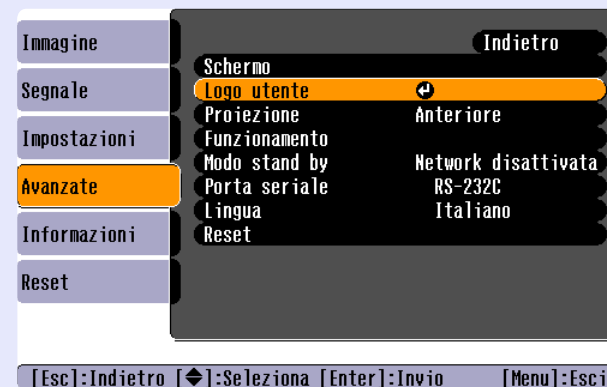 Immagine
Segnale
Impostazioni
Avanzate
Informazioni
Reset
Indietro
Schermo
Logo utente
Proiezione Anteriore
Funzionamento
Modo stand by Network disattivata
Porta seriale RS-232C
Lingua Italiano
Reset
[Esc]:Indietro [◆]:Seleziona [Enter]:Invio [Menu]:Esci